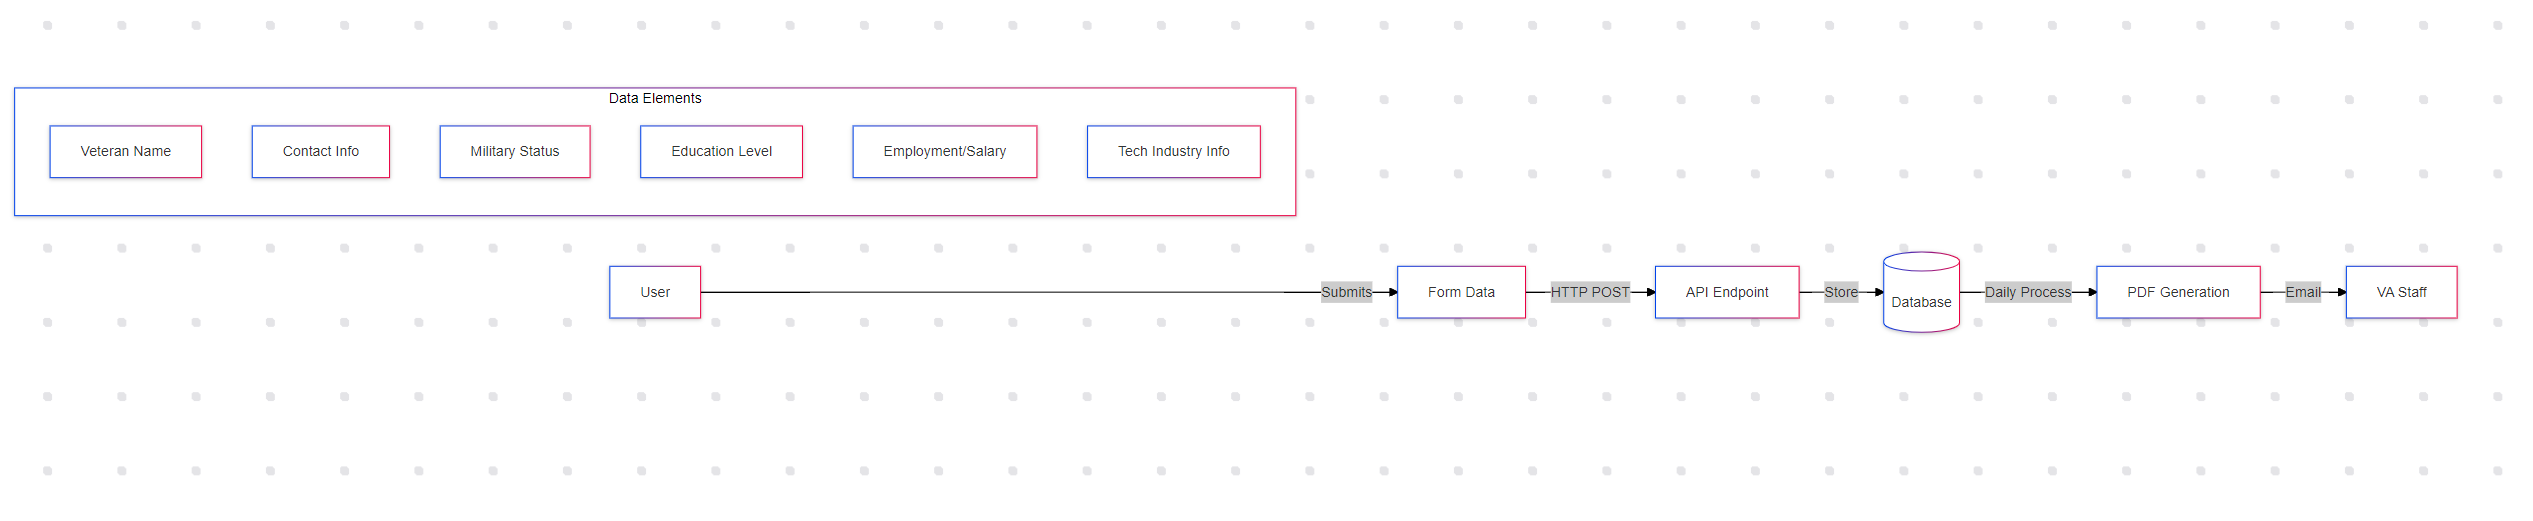 Data Elements
Veteran Name
Contact Info
Military Status
Education Level
Employment/Salary
Tech Industry Info
User
Submits
Form Data
HTTP POST
API Endpoint
Store
Database
Daily Process
PDF Generation
Email
VA Staff